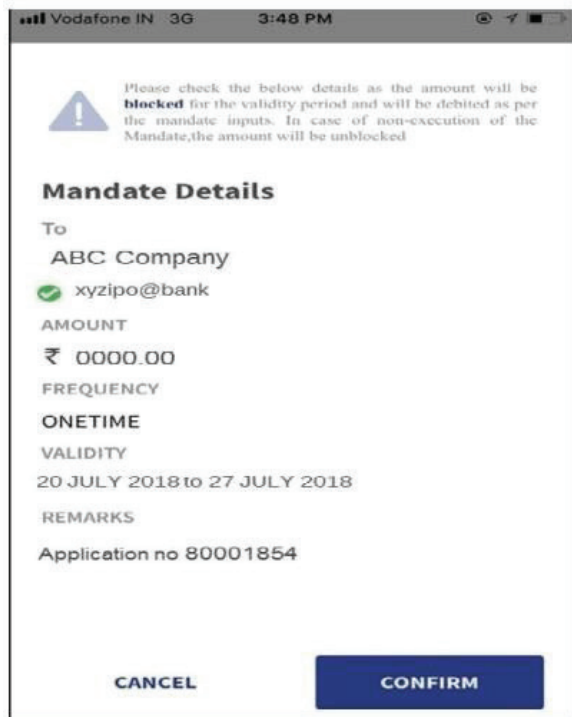 Vodafone IN 3G 3:48 PM
Please check the below details as the amount will be
blocked for the validity period and will be debited as per
the mandate inputs. In case of non-execution of the
Mandate,the amount will be unblocked
Mandate Details
To
ABC Company
xyzipo@bank
AMOUNT
₹ 0000.00
FREQUENCY
ONETIME
VALIDITY
20 JULY 2018 to 27 JULY 2018
REMARKS
Application no 80001854
CANCEL CONFIRM